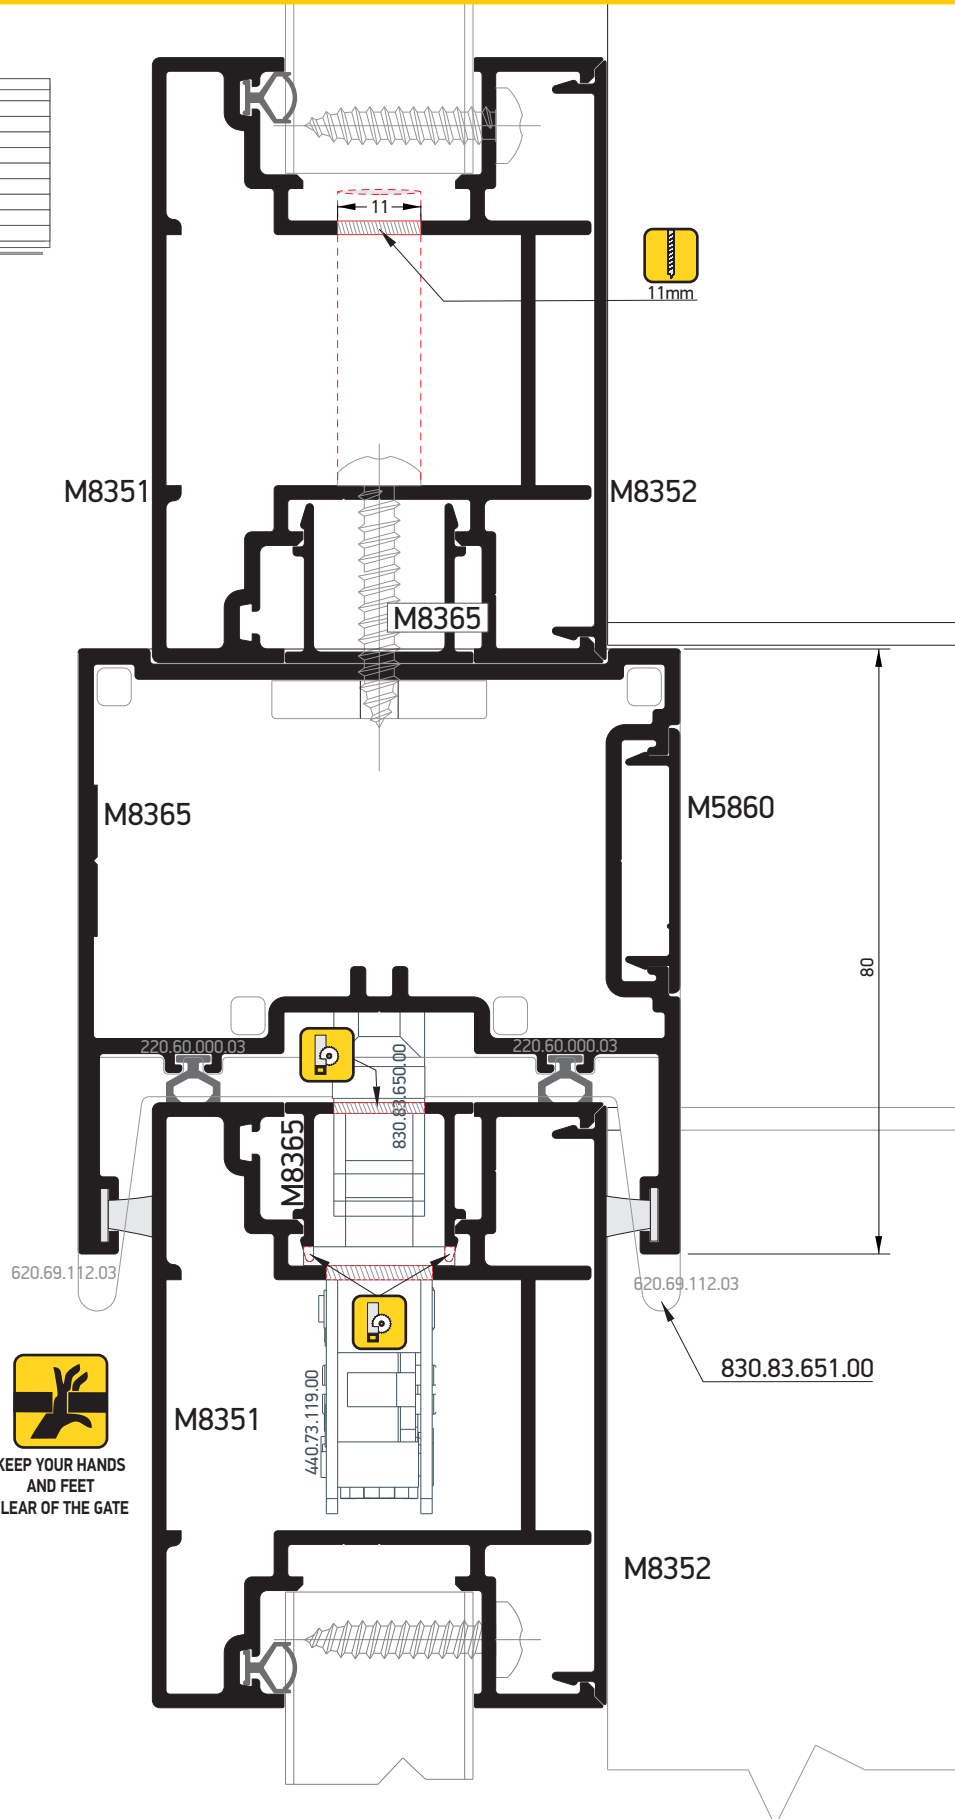 11
11mm
M8351
M8352
M8365
M8365
M5860
80
220.60.000.03
220.60.000.03
830.83.650.00
M8365
620.69.112.03
620.69.112.03
830.83.651.00
440.73.119.00
M8351
KEEP YOUR HANDS
AND FEET
LEAR OF THE GATE
M8352